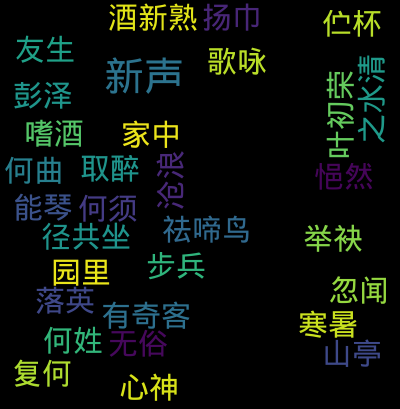 酒新熟
扬巾
伫杯
友生
新声
歌咏
之水清
彭泽
叶初荣
嗜酒
家中
何曲
取醉
沧浪
悒然
能琴
何须
径共坐
祛啼鸟
举袂
园里
步兵
落英
有奇客
忽闻
寒暑
何姓
无俗
山亭
复何
心神